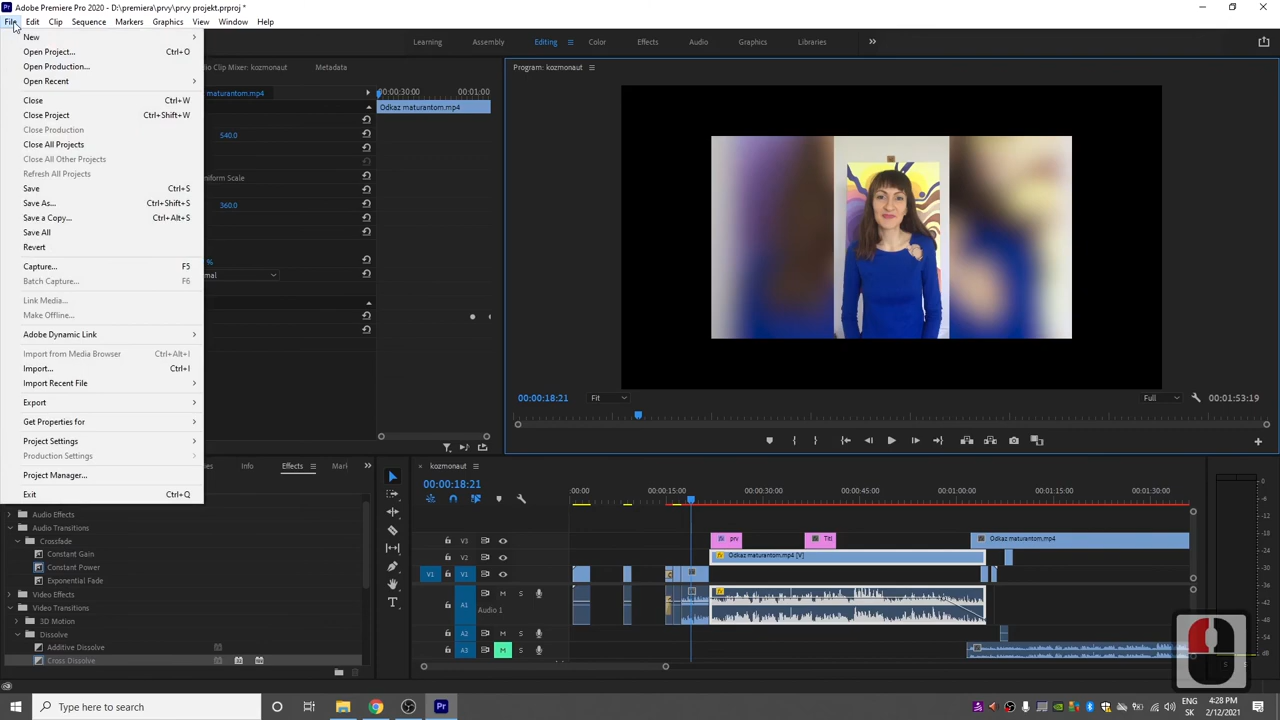 Adobe Premiere Pro 2020 - D:\premiera\prvy\prvy projekt.prproj *
File Edit Clip Sequence Markers Graphics View Window Help
New
Open Project... Ctrl+O
Open Production...
Open Recent
Close Ctrl+W
Close Project Ctrl+Shift+W
Close Production
Close All Projects
Close All Other Projects
Refresh All Projects
Save Ctrl+S
Save As... Ctrl+Shift+S
Save a Copy... Ctrl+Alt+S
Save All
Revert
Capture... F5
Batch Capture... F6
Link Media...
Make Offline...
Adobe Dynamic Link
Import from Media Browser Ctrl+Alt+I
Import... Ctrl+I
Import Recent File
Export
Get Properties for
Project Settings
Production Settings
Project Manager...
Exit Ctrl+Q
Learning Assembly Editing Color Effects Audio Graphics Libraries
dio Clip Mixer: kozmonaut Metadata
maturantom.mp4 00:00:30:00 00:01:00
Odkaz maturantom.mp4
540.0
niform Scale
360.0
%
mal
Program: kozmonaut
00:00:18:21 Fit Full 00:01:53:19
Info Effects
Audio Effects
Audio Transitions
Crossfade
Constant Gain
Constant Power
Exponential Fade
Video Effects
Video Transitions
3D Motion
Dissolve
Additive Dissolve
Cross Dissolve
kozmonaut
00:00:18:21
:00:00 00:00:15:00 00:00:30:00 00:00:45:00 00:01:00:00 00:01:15:00 00:01:30:00
V3 prv Titl Odkaz maturantom.mp4
V2 Odkaz maturantom.mp4 [V]
V1 V1
A1 M S
Audio 1
A2 M S
A3 M S
0
-6
dB
S S
Type here to search
ENG
SK
4:28 PM
2/12/2021